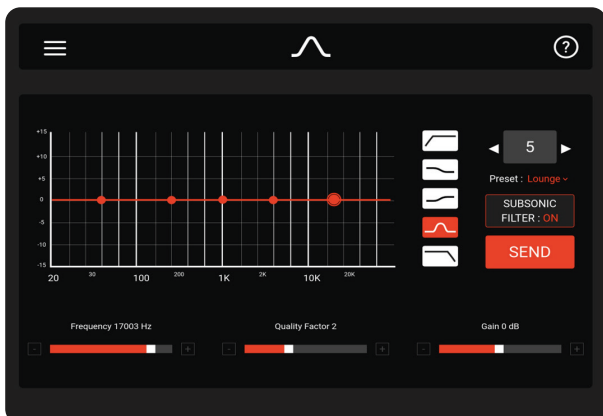 ?
+15
+10
+5
0
-5
-10
-15
20 30 100 200 1K 2K 10K 20K
5
Preset : Lounge
SUBSONIC
FILTER : ON
SEND
Frequency 17003 Hz
Quality Factor 2
Gain 0 dB
- + - + - +